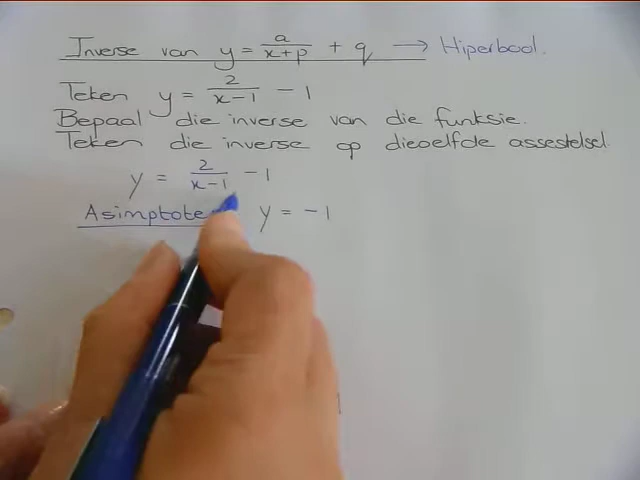 Inverse van y = a/(x+p) + q → Hiperbool.
Teken y = 2/(x-1) - 1
Bepaal die inverse van die funksie.
Teken die inverse op dieselfde assestelsel
y = 2/(x-1) - 1
Asimptote y = -1